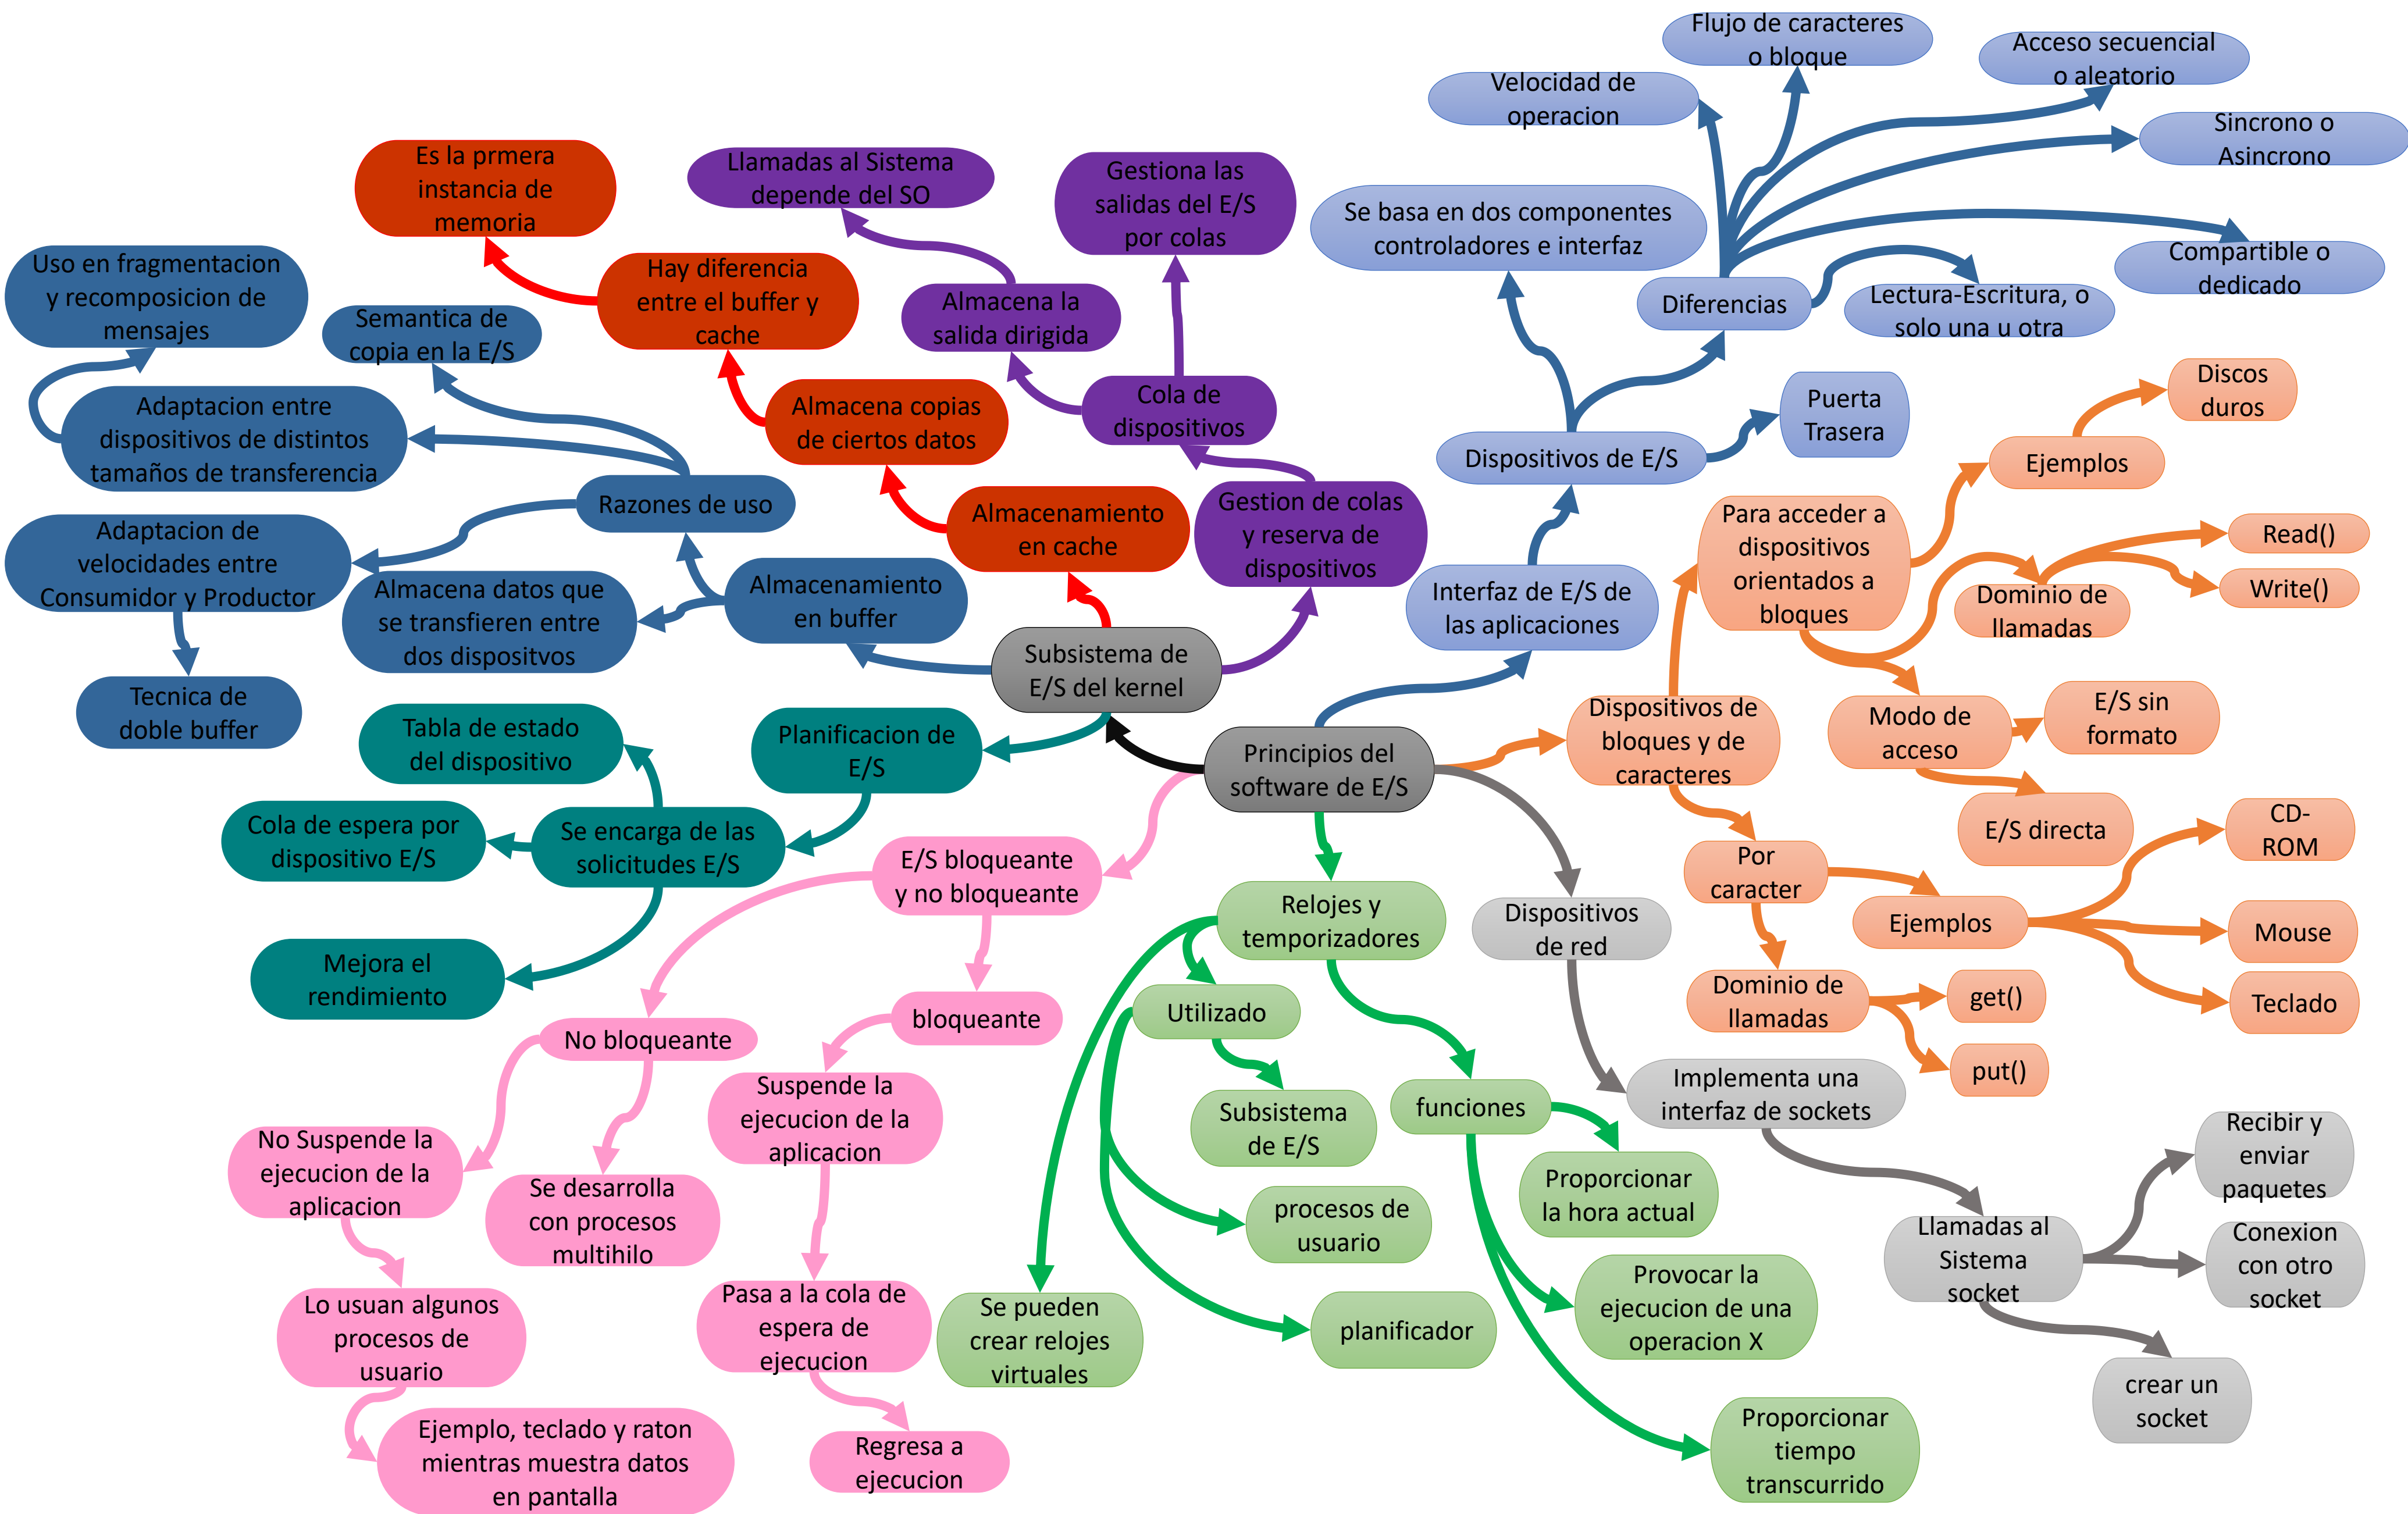 Flujo de caracteres
o bloque
Acceso secuencial
o aleatorio
Velocidad de
operacion
Sincrono o
Asincrono
Se basa en dos componentes
controladores e interfaz
Compartible o
dedicado
Diferencias
Lectura-Escritura, o
solo una u otra
Dispositivos de E/S
Puerta
Trasera
Interfaz de E/S de
las aplicaciones
Es la prmera
instancia de
memoria
Hay diferencia
entre el buffer y
cache
Almacena copias
de ciertos datos
Almacenamiento
en cache
Llamadas al Sistema
depende del SO
Gestiona las
salidas del E/S
por colas
Almacena la
salida dirigida
Cola de
dispositivos
Gestion de colas
y reserva de
dispositivos
Uso en fragmentacion
y recomposicion de
mensajes
Semantica de
copia en la E/S
Adaptacion entre
dispositivos de distintos
tamaños de transferencia
Razones de uso
Adaptacion de
velocidades entre
Consumidor y Productor
Almacena datos que
se transfieren entre
dos dispositvos
Almacenamiento
en buffer
Tecnica de
doble buffer
Subsistema de
E/S del kernel
Principios del
software de E/S
Planificacion de
E/S
Tabla de estado
del dispositivo
Cola de espera por
dispositivo E/S
Se encarga de las
solicitudes E/S
Mejora el
rendimiento
Discos
duros
Ejemplos
Para acceder a
dispositivos
orientados a
bloques
Read()
Write()
Dominio de
llamadas
Dispositivos de
bloques y de
caracteres
Modo de
acceso
E/S sin
formato
E/S directa
Por
caracter
Ejemplos
CD-
ROM
Mouse
Teclado
Dominio de
llamadas
get()
put()
E/S bloqueante
y no bloqueante
bloqueante
No bloqueante
Suspende la
ejecucion de la
aplicacion
No Suspende la
ejecucion de la
aplicacion
Se desarrolla
con procesos
multihilo
Lo usuan algunos
procesos de
usuario
Pasa a la cola de
espera de
ejecucion
Ejemplo, teclado y raton
mientras muestra datos
en pantalla
Regresa a
ejecucion
Relojes y
temporizadores
Utilizado
Subsistema
de E/S
funciones
procesos de
usuario
planificador
Se pueden
crear relojes
virtuales
Proporcionar
la hora actual
Provocar la
ejecucion de una
operacion X
Proporcionar
tiempo
transcurrido
Dispositivos
de red
Implementa una
interfaz de sockets
Llamadas al
Sistema
socket
Recibir y
enviar
paquetes
Conexion
con otro
socket
crear un
socket